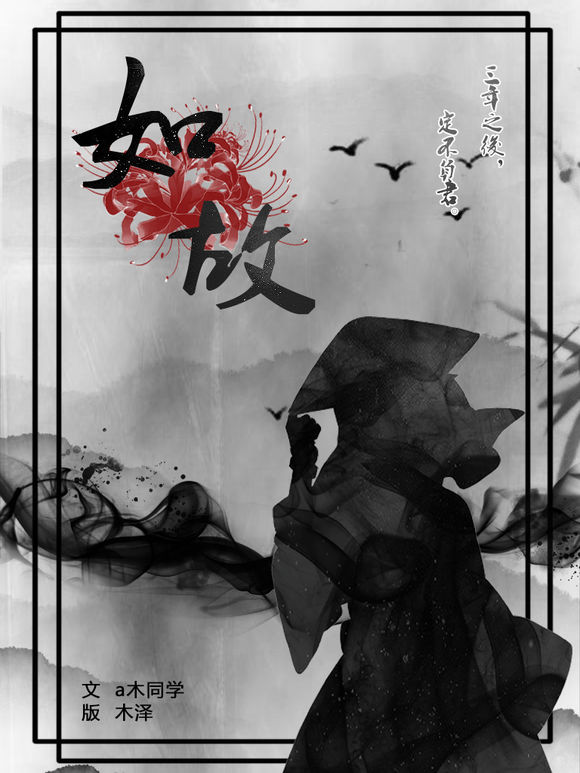 如故
三年之後，
定不負君。
文 a木同学
版 木泽